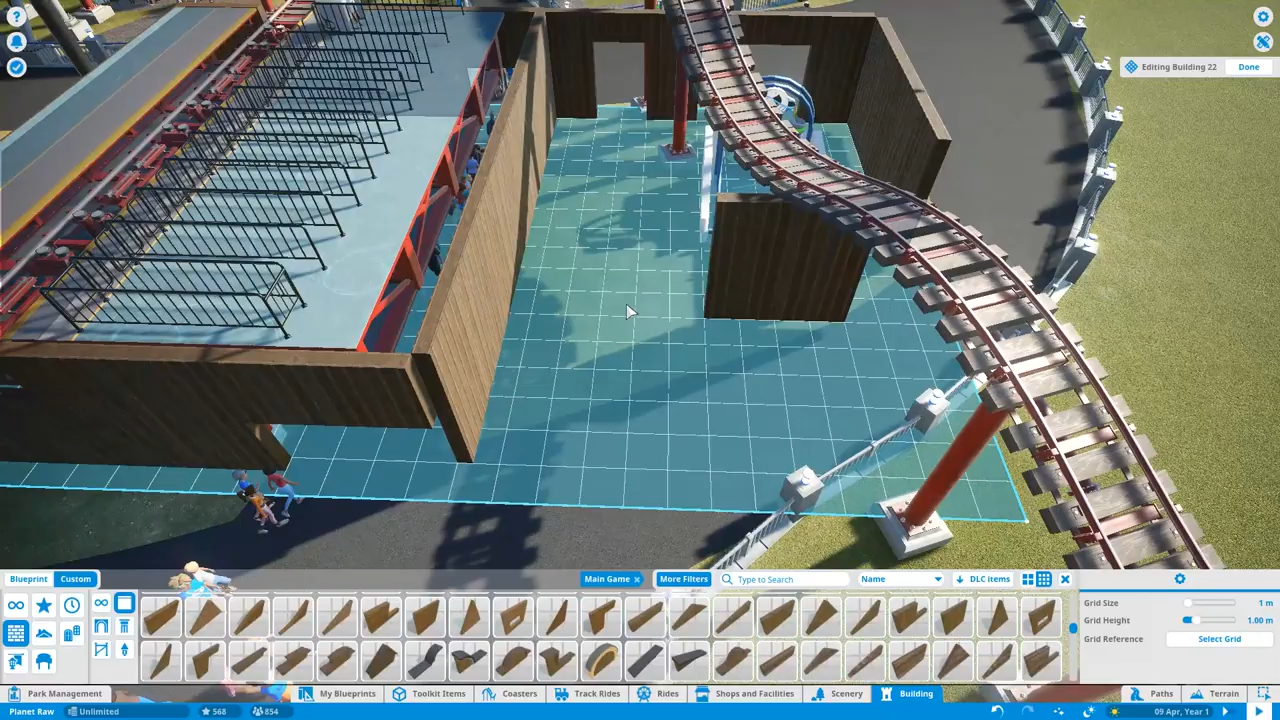 Editing Building 22 Done
Blueprint Custom Main Game × More Filters Type to Search Name DLC items
Grid Size 1 m
Grid Height 1.00 m
Grid Reference Select Grid
Park Management My Blueprints Toolkit Items Coasters Track Rides Rides Shops and Facilities Scenery Building Paths Terrain
Planet Raw Unlimited 568 854 09 Apr, Year 1